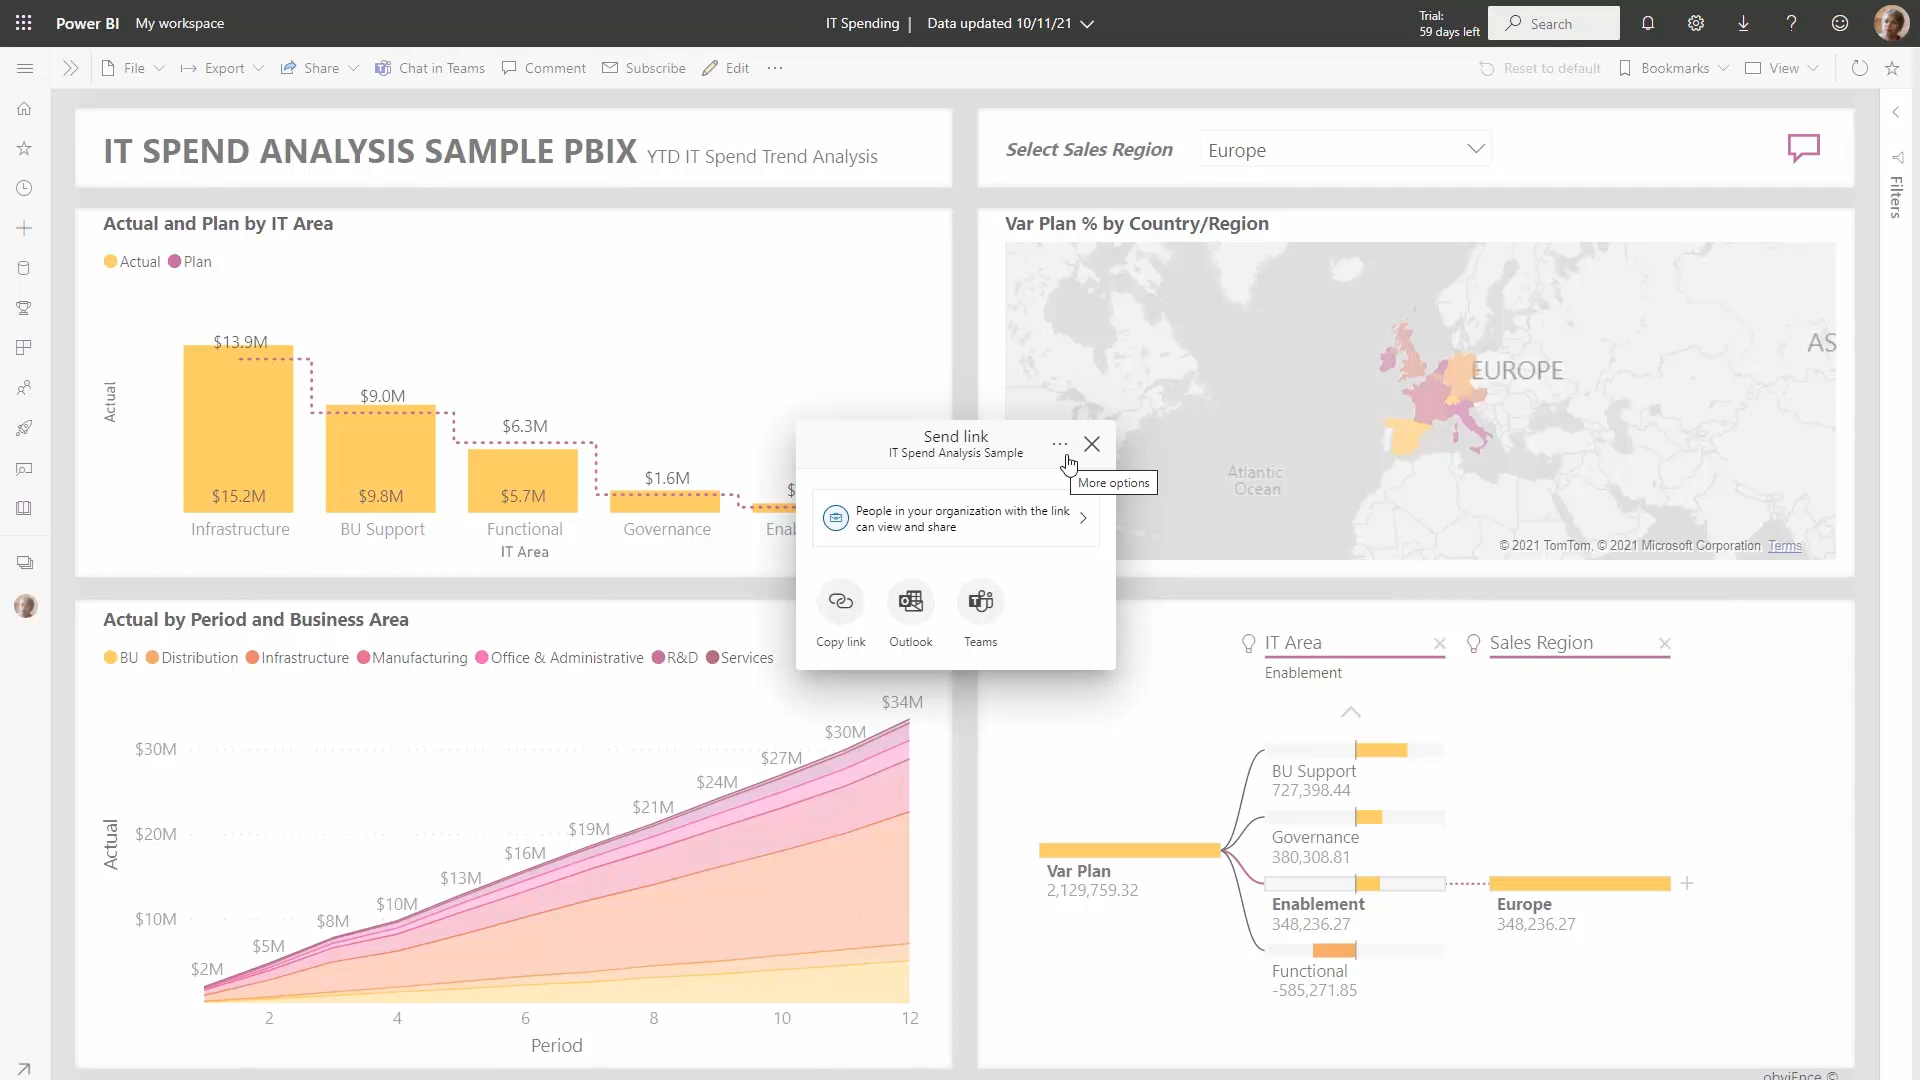 Power BI My workspace
IT Spending | Data updated 10/11/21
Trial:
59 days left
Search
File Export Share Chat in Teams Comment Subscribe Edit ...
Reset to default Bookmarks View
IT SPEND ANALYSIS SAMPLE PBIX YTD IT Spend Trend Analysis
Select Sales Region Europe
Filters
Actual and Plan by IT Area
Actual Plan
Actual
$13.9M
$9.0M
$6.3M
$1.6M
$
$15.2M $9.8M $5.7M
Infrastructure BU Support Functional Governance Enab
IT Area
Var Plan % by Country/Region
AS
EUROPE
Atlantic
Ocean
© 2021 TomTom, © 2021 Microsoft Corporation Terms
Send link
IT Spend Analysis Sample
More options
People in your organization with the link
can view and share
Copy link Outlook Teams
Actual by Period and Business Area
BU Distribution Infrastructure Manufacturing Office & Administrative R&D Services
Actual
$30M
$20M
$10M
$2M
$5M
$8M
$10M
$13M
$16M
$19M
$21M
$24M
$27M
$30M
$34M
2 4 6 8 10 12
Period
IT Area Sales Region
Enablement
BU Support
727,398.44
Governance
380,308.81
Var Plan
2,129,759.32
Enablement
348,236.27
Europe
348,236.27
Functional
-585,271.85
obviEnce ©